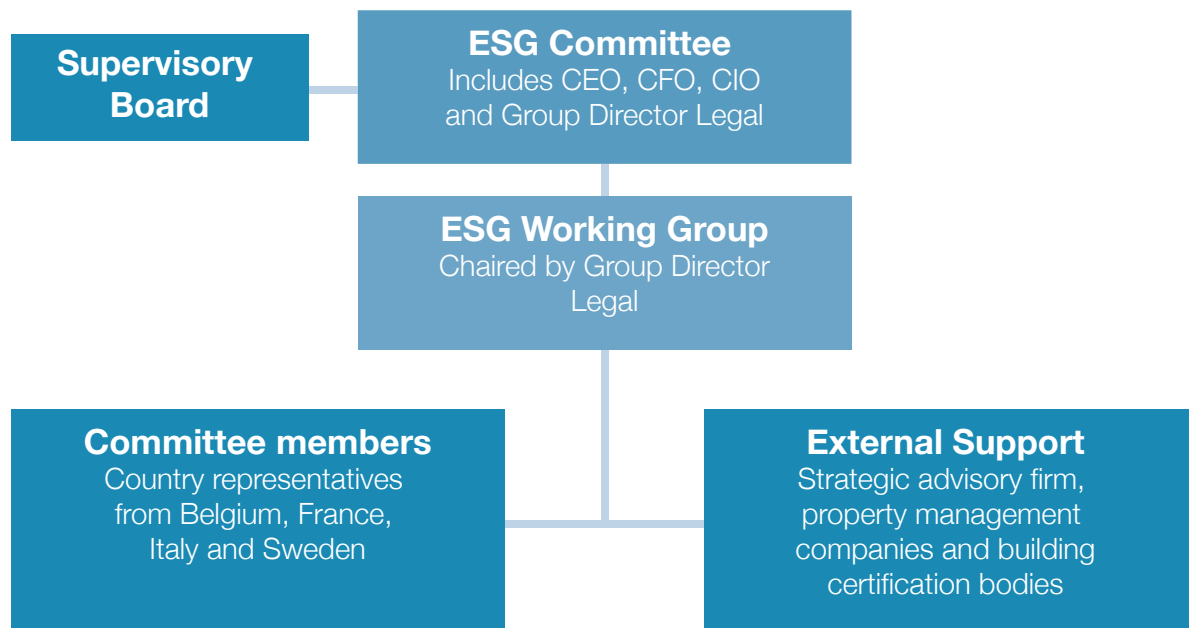 Supervisory
Board
ESG Committee
Includes CEO, CFO, CIO
and Group Director Legal
ESG Working Group
Chaired by Group Director
Legal
Committee members
Country representatives
from Belgium, France,
Italy and Sweden
External Support
Strategic advisory firm,
property management
companies and building
certification bodies